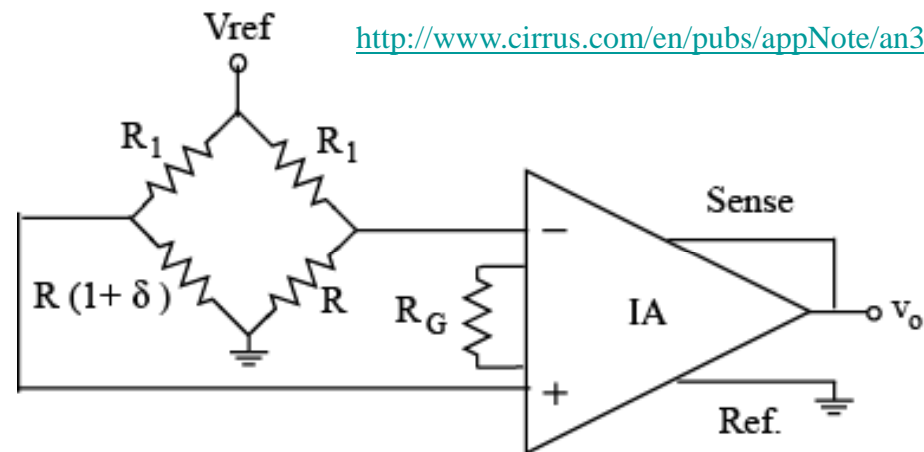 Vref
http://www.cirrus.com/en/pubs/appNote/an3
R1
R1
Sense
−
R (1+ δ )
R
RG
IA
vo
+
Ref.